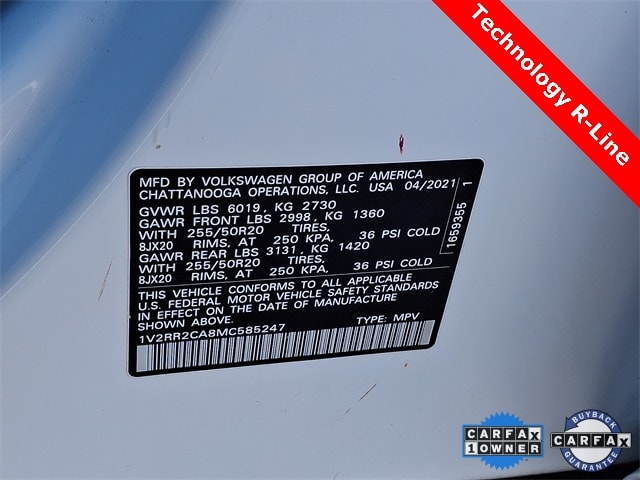 Technology R-Line
MFD BY VOLKSWAGEN GROUP OF AMERICA
CHATTANOOGA OPERATIONS, LLC. USA 04/2021
GVWR LBS 6019, KG 2730
GAWR FRONT LBS 2998, KG 1360
WITH 255/50R20 TIRES,
8JX20 RIMS, AT 250 KPA, 36 PSI COLD
GAWR REAR LBS 3131, KG 1420
WITH 255/50R20 TIRES,
8JX20 RIMS, AT 250 KPA, 36 PSI COLD
THIS VEHICLE CONFORMS TO ALL APPLICABLE
U.S. FEDERAL MOTOR VEHICLE SAFETY STANDARDS
IN EFFECT ON THE DATE OF MANUFACTURE
SHOWN ABOVE.
1V2RR2CA8MC585247 TYPE: MPV
1659355 1
CARFAX
1 OWNER
BUYBACK
CARFAX
GUARANTEE